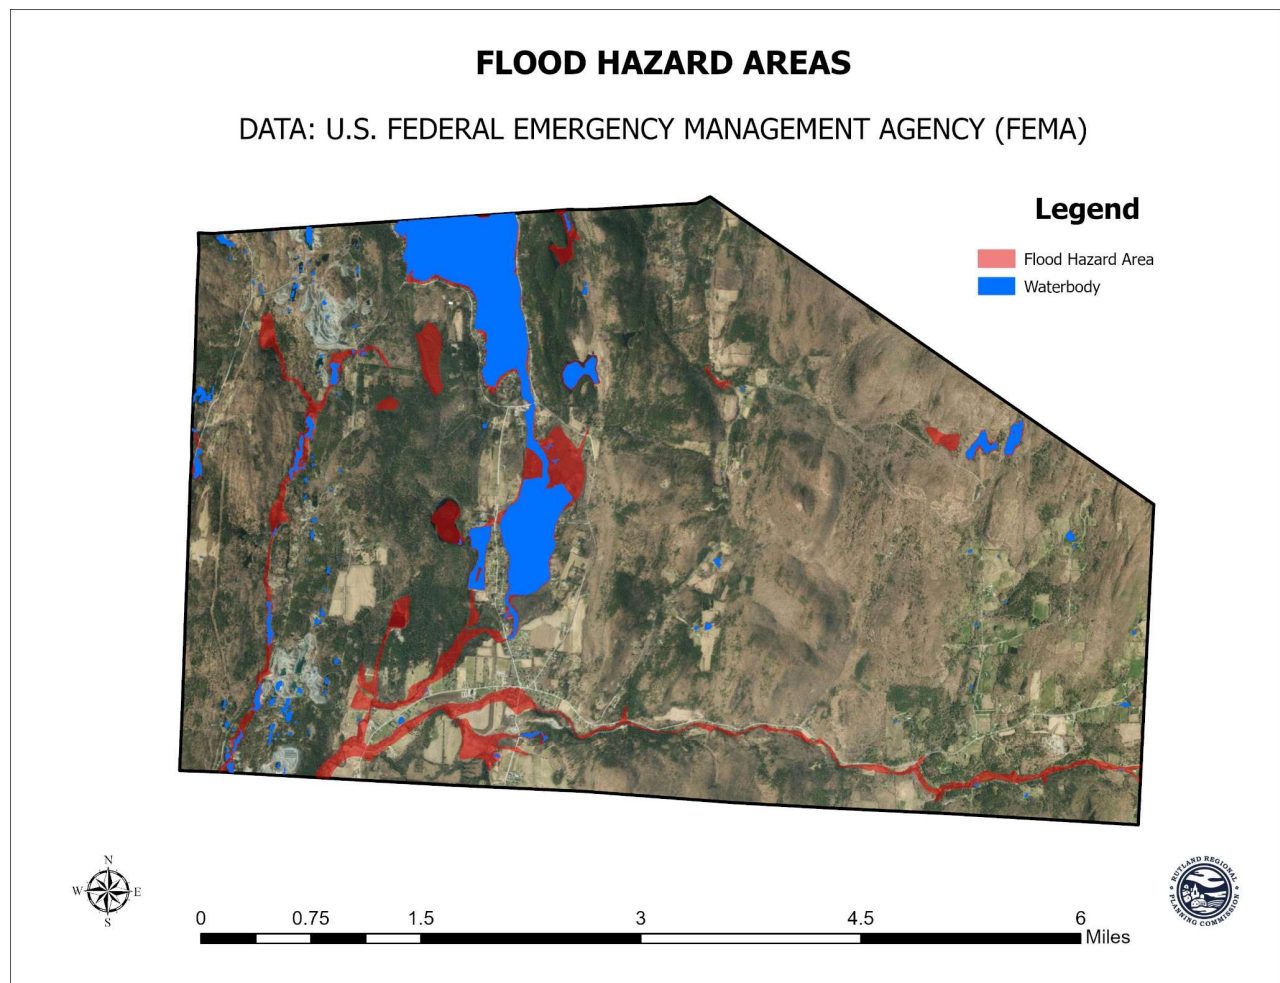 FLOOD HAZARD AREAS
DATA: U.S. FEDERAL EMERGENCY MANAGEMENT AGENCY (FEMA)
Legend
Flood Hazard Area
Waterbody
N
W E
S
0 0.75 1.5 3 4.5 6
Miles
RUTLAND REGIONAL
PLANNING COMMISSION